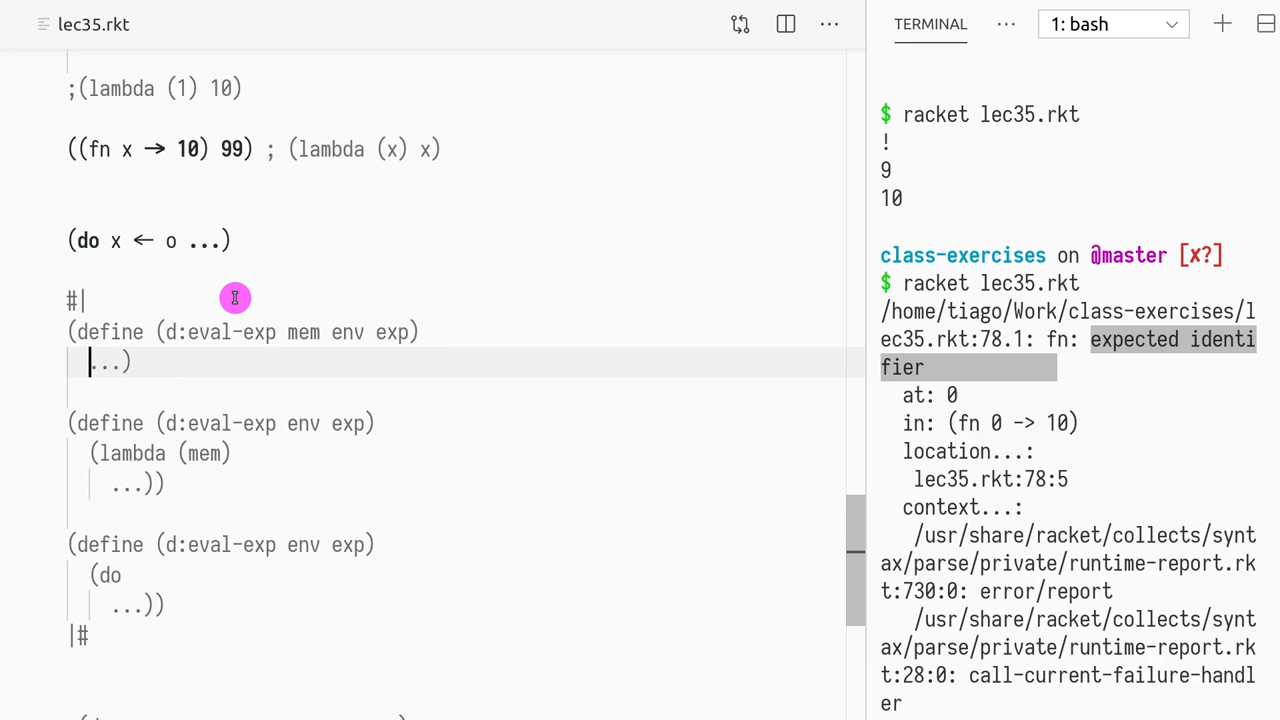 lec35.rkt
TERMINAL
1: bash
;(lambda (1) 10)
((fn x → 10) 99) ; (lambda (x) x)
(do x ← o ...)
#|
(define (d:eval-exp mem env exp)
...)
(define (d:eval-exp env exp)
(lambda (mem)
...))
(define (d:eval-exp env exp)
(do
...))
|#
$ racket lec35.rkt
!
9
10
class-exercises on @master [x?]
$ racket lec35.rkt
/home/tiago/Work/class-exercises/l
ec35.rkt:78.1: fn: expected identi
fier
at: 0
in: (fn 0 -> 10)
location...:
lec35.rkt:78:5
context...:
/usr/share/racket/collects/synt
ax/parse/private/runtime-report.rk
t:730:0: error/report
/usr/share/racket/collects/synt
ax/parse/private/runtime-report.rk
t:28:0: call-current-failure-handl
er